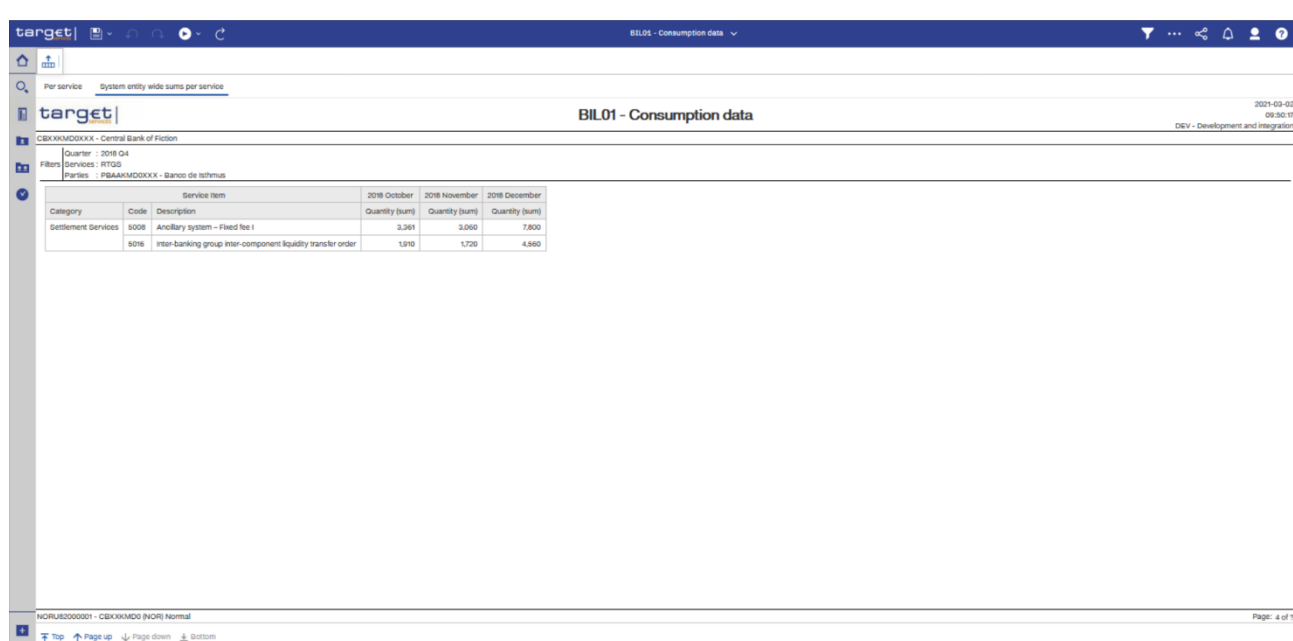 target|
BIL01 - Consumption data
Per service System entity wide sums per service
target|
services
BIL01 - Consumption data
2021-03-02
09:50:17
DEV - Development and integration
CBXXKMD0XXX - Central Bank of Fiction
Filters
Quarter : 2018 Q4
Services : RTGS
Parties : PBAAKMD0XXX - Banco de Isthmus
Service Item 2018 October 2018 November 2018 December
Category Code Description Quantity (sum) Quantity (sum) Quantity (sum)
Settlement Services 5008 Ancillary system – Fixed fee I 3,361 3,060 7,800
5016 Inter-banking group inter-component liquidity transfer order 1,910 1,720 4,560
NORU82000001 - CBXXKMD0 (NOR) Normal
Page: 4 of
Top Page up Page down Bottom